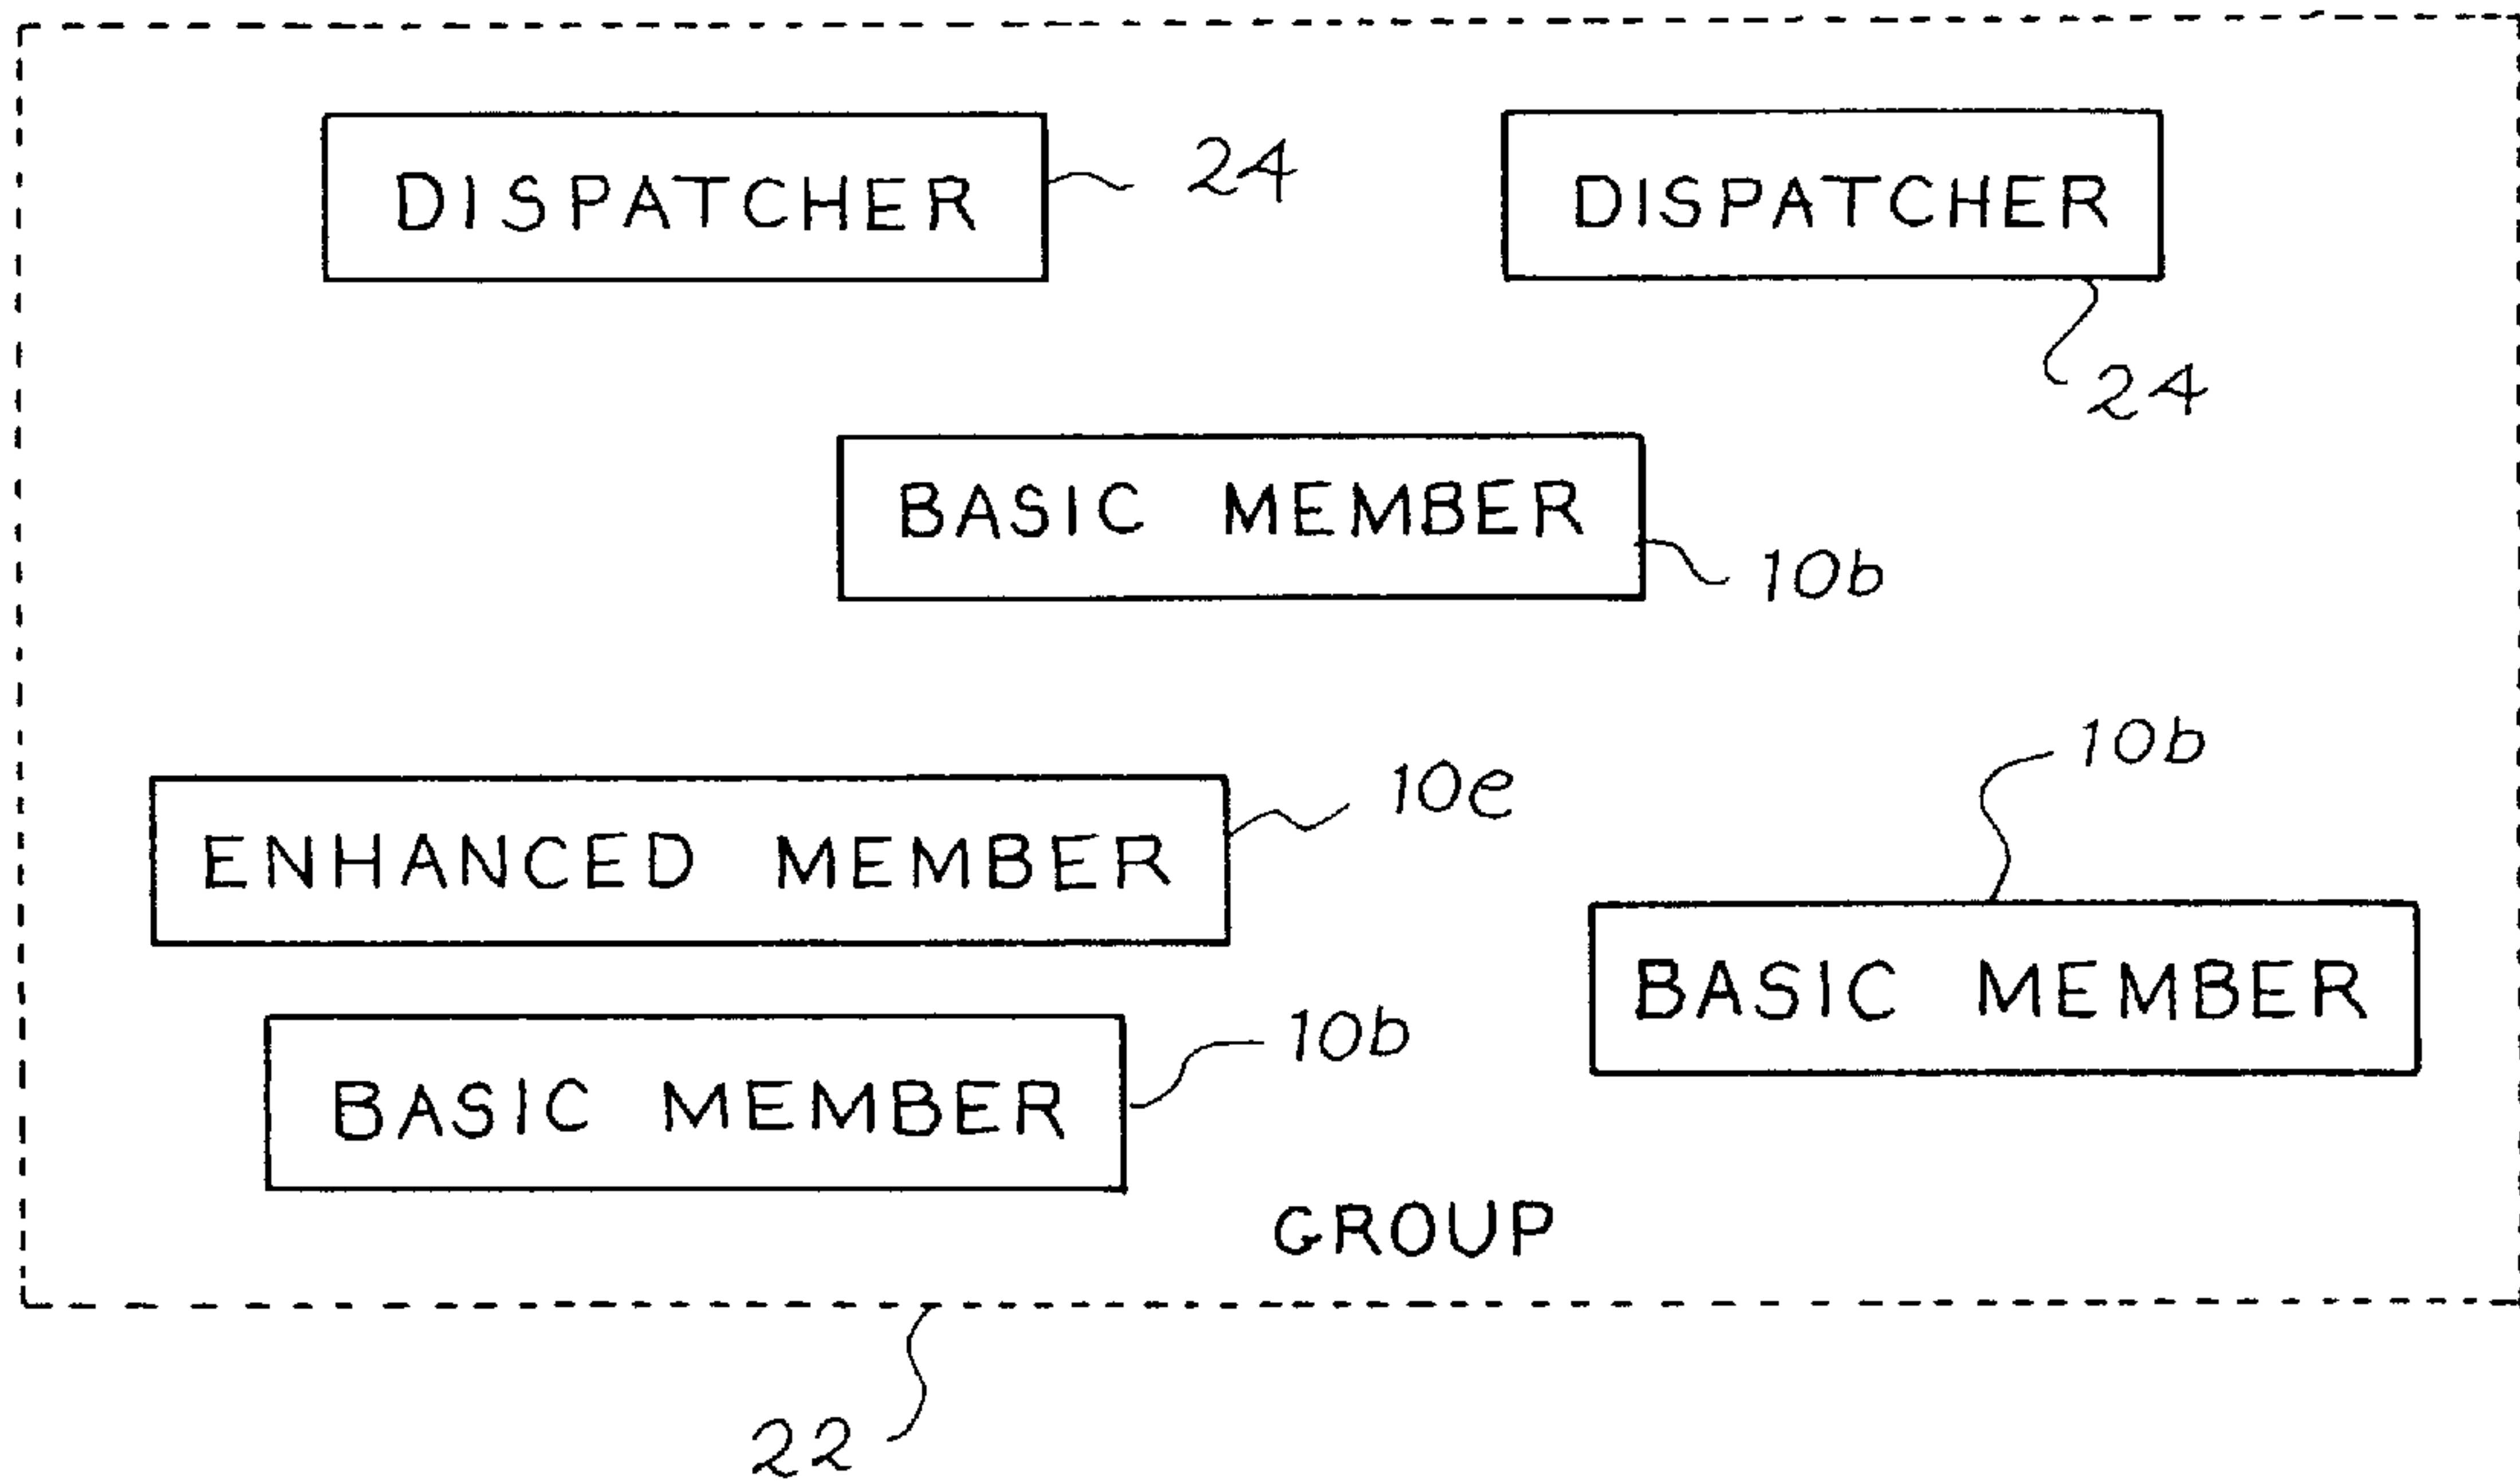 DISPATCHER 24
DISPATCHER
24
BASIC MEMBER
10b
ENHANCED MEMBER 10e
10b
BASIC MEMBER
BASIC MEMBER 10b
GROUP
22